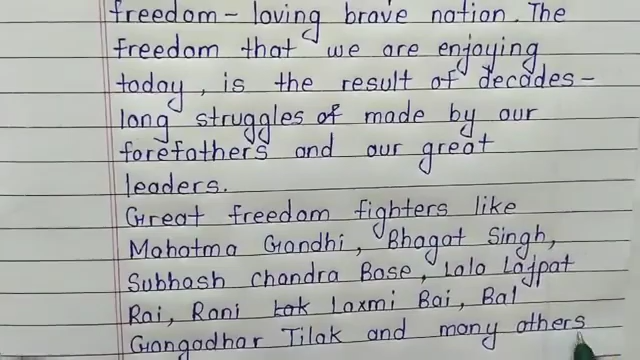 freedom - loving brave nation. The
freedom that we are enjoying
today, is the result of decades -
long struggles of made by our
forefathers and our great
leaders.
Great freedom fighters like
Mahatma Gandhi, Bhagat Singh,
Subhash Chandra Bose, Lala Lajpat
Rai, Rani Lak Laxmi Bai, Bal
Gangadhar Tilak and many others